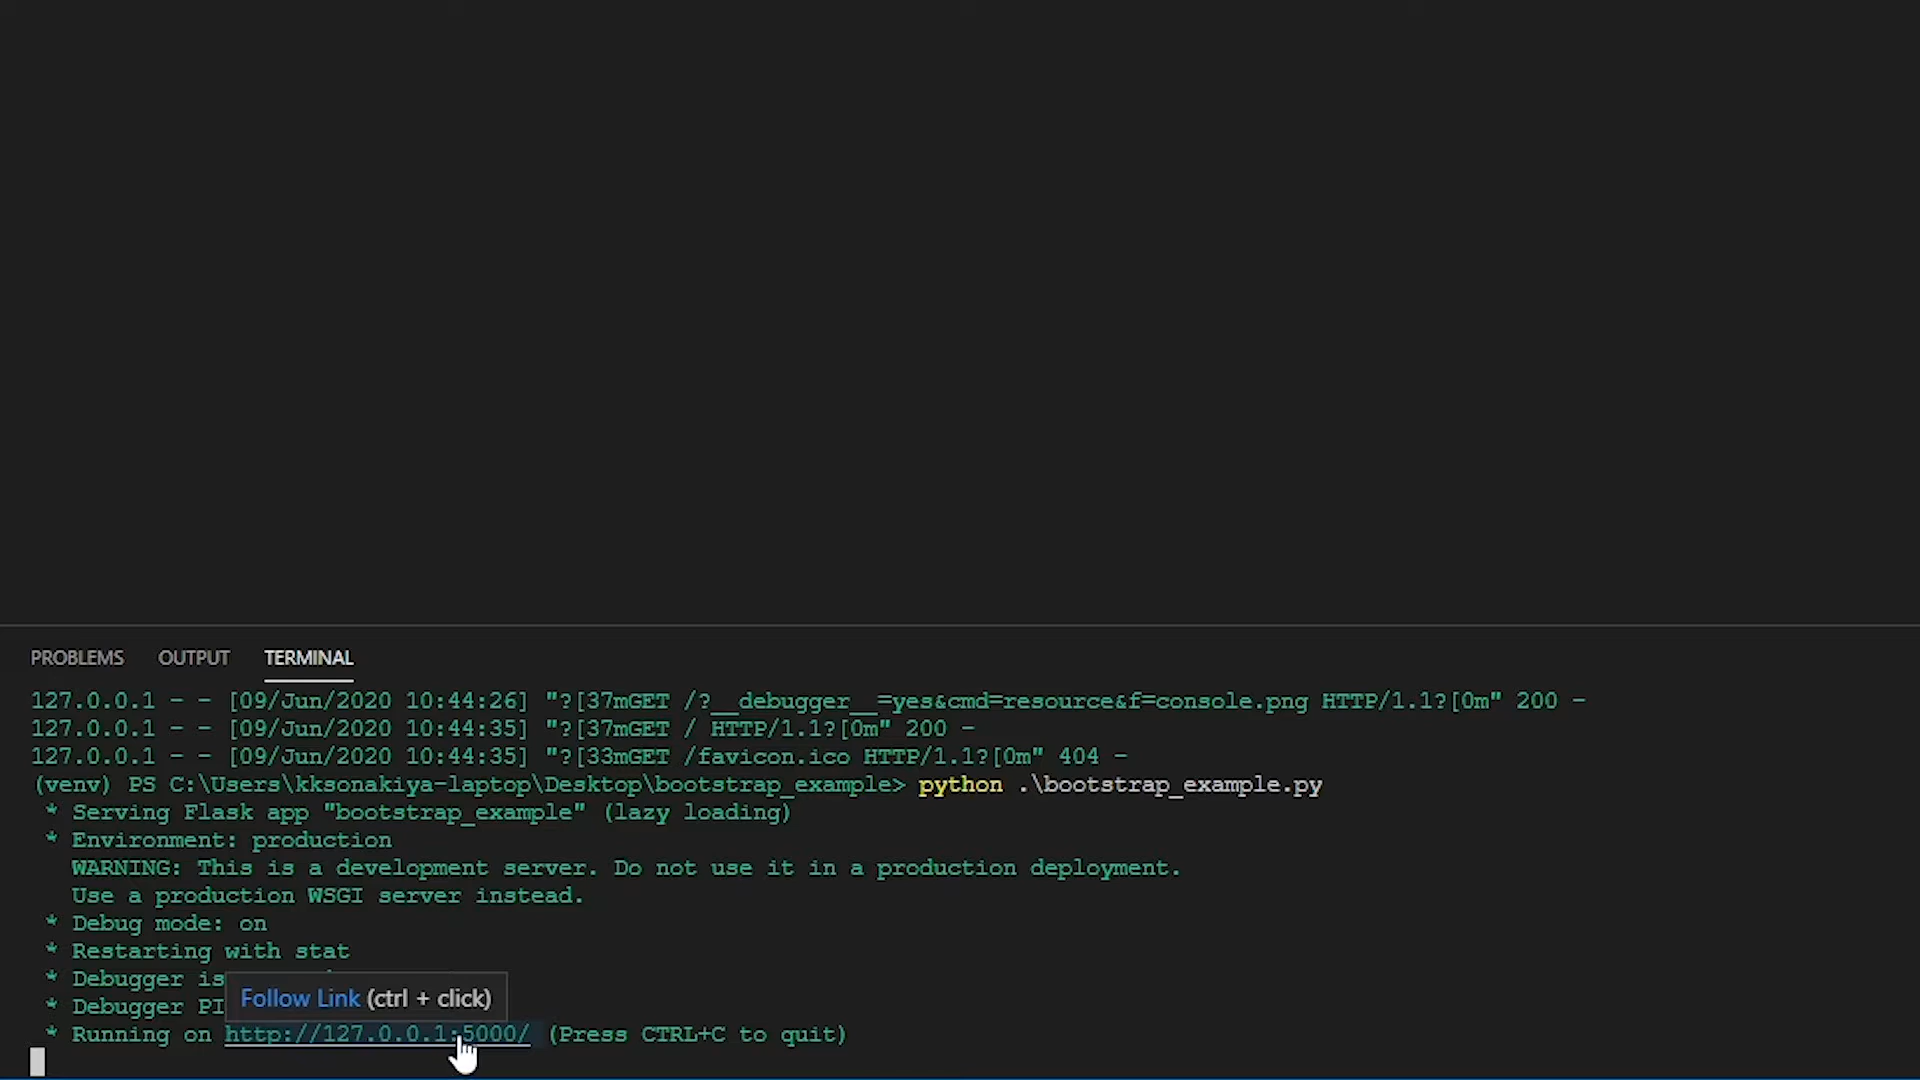 PROBLEMS OUTPUT TERMINAL
127.0.0.1 - - [09/Jun/2020 10:44:26] "?[37mGET /?__debugger__=yes&cmd=resource&f=console.png HTTP/1.1?[0m" 200 -
127.0.0.1 - - [09/Jun/2020 10:44:35] "?[37mGET / HTTP/1.1?[0m" 200 -
127.0.0.1 - - [09/Jun/2020 10:44:35] "?[33mGET /favicon.ico HTTP/1.1?[0m" 404 -
(venv) PS C:\Users\kksonakiya-laptop\Desktop\bootstrap_example> python .\bootstrap_example.py
* Serving Flask app "bootstrap_example" (lazy loading)
* Environment: production
WARNING: This is a development server. Do not use it in a production deployment.
Use a production WSGI server instead.
* Debug mode: on
* Restarting with stat
* Debugger is
Follow Link (ctrl + click)
* Debugger PI
* Running on http://127.0.0.1:5000/ (Press CTRL+C to quit)